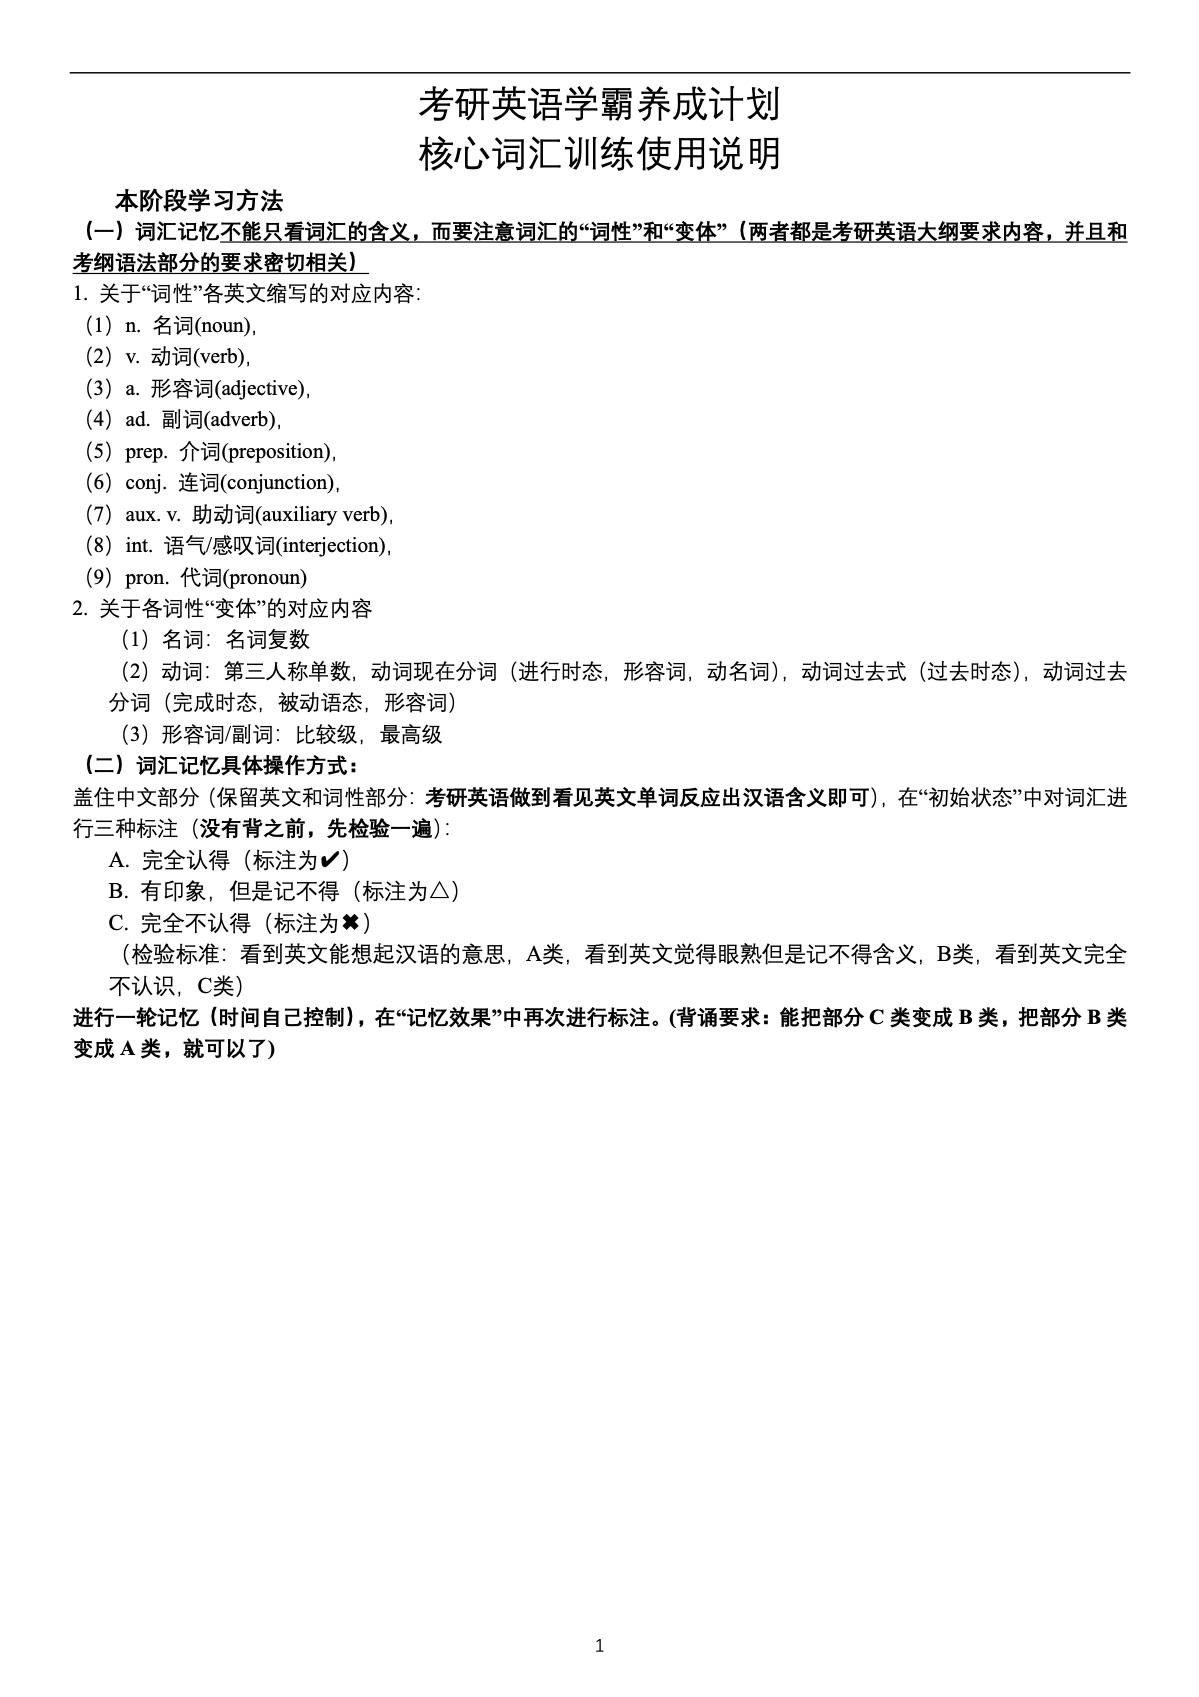 考研英语学霸养成计划
核心词汇训练使用说明
本阶段学习方法
（一）词汇记忆不能只看词汇的含义，而要注意词汇的“词性”和“变体”（两者都是考研英语大纲要求内容，并且和
考纲语法部分的要求密切相关）
1. 关于“词性”各英文缩写的对应内容：
（1）n. 名词(noun)，
（2）v. 动词(verb)，
（3）a. 形容词(adjective)，
（4）ad. 副词(adverb)，
（5）prep. 介词(preposition)，
（6）conj. 连词(conjunction)，
（7）aux. v. 助动词(auxiliary verb)，
（8）int. 语气/感叹词(interjection)，
（9）pron. 代词(pronoun)
2. 关于各词性“变体”的对应内容
（1）名词：名词复数
（2）动词：第三人称单数，动词现在分词（进行时态，形容词，动名词），动词过去式（过去时态），动词过去
分词（完成时态，被动语态，形容词）
（3）形容词/副词：比较级，最高级
（二）词汇记忆具体操作方式：
盖住中文部分（保留英文和词性部分：考研英语做到看见英文单词反应出汉语含义即可），在“初始状态”中对词汇进
行三种标注（没有背之前，先检验一遍）：
A. 完全认得（标注为✔）
B. 有印象，但是记不得（标注为△）
C. 完全不认得（标注为✖）
（检验标准：看到英文能想起汉语的意思，A类，看到英文觉得眼熟但是记不得含义，B类，看到英文完全
不认识，C类）
进行一轮记忆（时间自己控制），在“记忆效果”中再次进行标注。(背诵要求：能把部分 C 类变成 B 类，把部分 B 类
变成 A 类，就可以了)
1